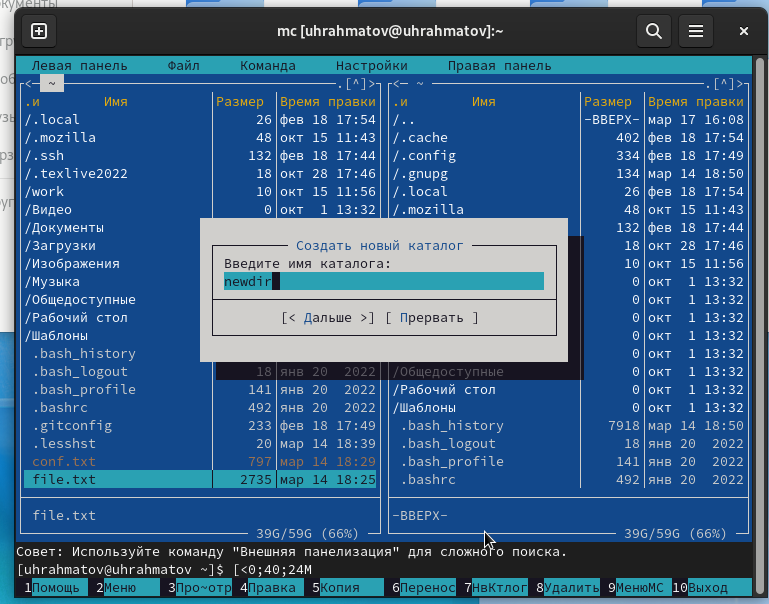 mc [uhrahmatov@uhrahmatov]:~
Левая панель Файл Команда Настройки Правая панель
<— ~ .[^]> <— ~ .[^]>
.и Имя Размер Время правки .и Имя Размер Время правки
/.local 26 фев 18 17:54 /.. -ВВЕРХ- мар 17 16:08
/.mozilla 48 окт 15 11:43 /.cache 402 фев 18 17:54
/.ssh 132 фев 18 17:44 /.config 334 фев 18 17:49
/.texlive2022 18 окт 28 17:46 /.gnupg 134 мар 14 18:50
/work 10 окт 15 11:56 /.local 26 фев 18 17:54
/Видео 0 окт 1 13:32 /.mozilla 48 окт 15 11:43
/Документы 132 фев 18 17:44
/Загрузки Создать новый каталог 18 окт 28 17:46
/Изображения Введите имя каталога: 10 окт 15 11:56
/Музыка newdir 0 окт 1 13:32
/Общедоступные 0 окт 1 13:32
/Рабочий стол [< Дальше >] [ Прервать ] 0 окт 1 13:32
/Шаблоны 0 окт 1 13:32
.bash_history 0 окт 1 13:32
.bash_logout 18 янв 20 2022 /Общедоступные 0 окт 1 13:32
.bash_profile 141 янв 20 2022 /Рабочий стол 0 окт 1 13:32
.bashrc 492 янв 20 2022 /Шаблоны 0 окт 1 13:32
.gitconfig 233 фев 18 17:49 .bash_history 7918 мар 14 18:50
.lesshst 20 мар 14 18:39 .bash_logout 18 янв 20 2022
conf.txt 797 мар 14 18:29 .bash_profile 141 янв 20 2022
file.txt 2735 мар 14 18:25 .bashrc 492 янв 20 2022
file.txt -ВВЕРХ-
39G/59G (66%) 39G/59G (66%)
Совет: Используйте команду "Внешняя панелизация" для сложного поиска.
[uhrahmatov@uhrahmatov ~]$ [<0;40;24M
1Помощь 2Меню 3Про~отр 4Правка 5Копия 6Перенос 7НвКтлог 8Удалить 9МенюМС 10Выход